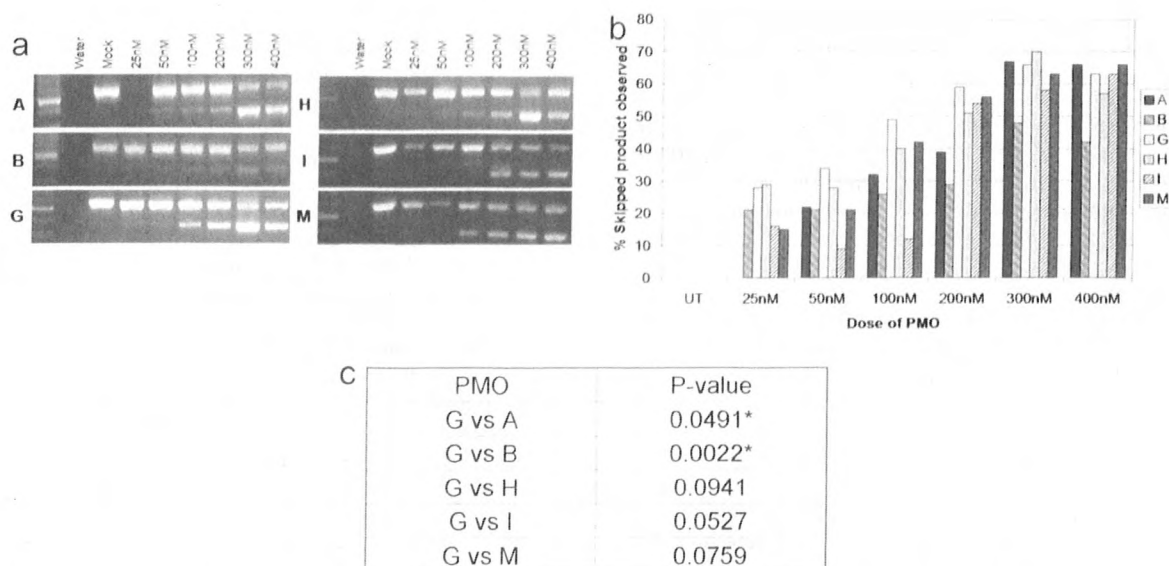 a
Water Mock 25nM 50nM 100nM 200nM 300nM 400nM
A
B
G
Water Mock 25nM 50nM 100nM 200nM 300nM 400nM
H
I
M
b
% Skipped product observed
80
70
60
50
40
30
20
10
0
UT 25nM 50nM 100nM 200nM 300nM 400nM
Dose of PMO
A
B
G
H
I
M
c
PMO P-value
G vs A 0.0491*
G vs B 0.0022*
G vs H 0.0941
G vs I 0.0527
G vs M 0.0759